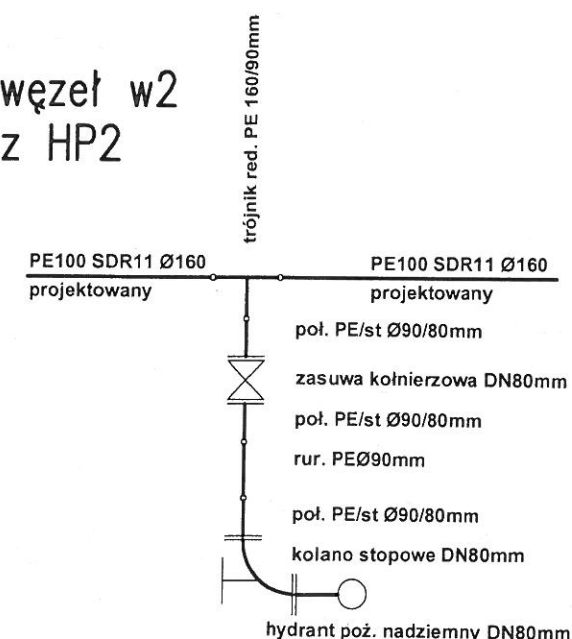 węzeł w2
z HP2
trójnik red. PE 160/90mm
PE100 SDR11 Ø160
projektowany
PE100 SDR11 Ø160
projektowany
poł. PE/st Ø90/80mm
zasuwa kołnierzowa DN80mm
poł. PE/st Ø90/80mm
rur. PEØ90mm
poł. PE/st Ø90/80mm
kolano stopowe DN80mm
hydrant poż. nadziemny DN80mm